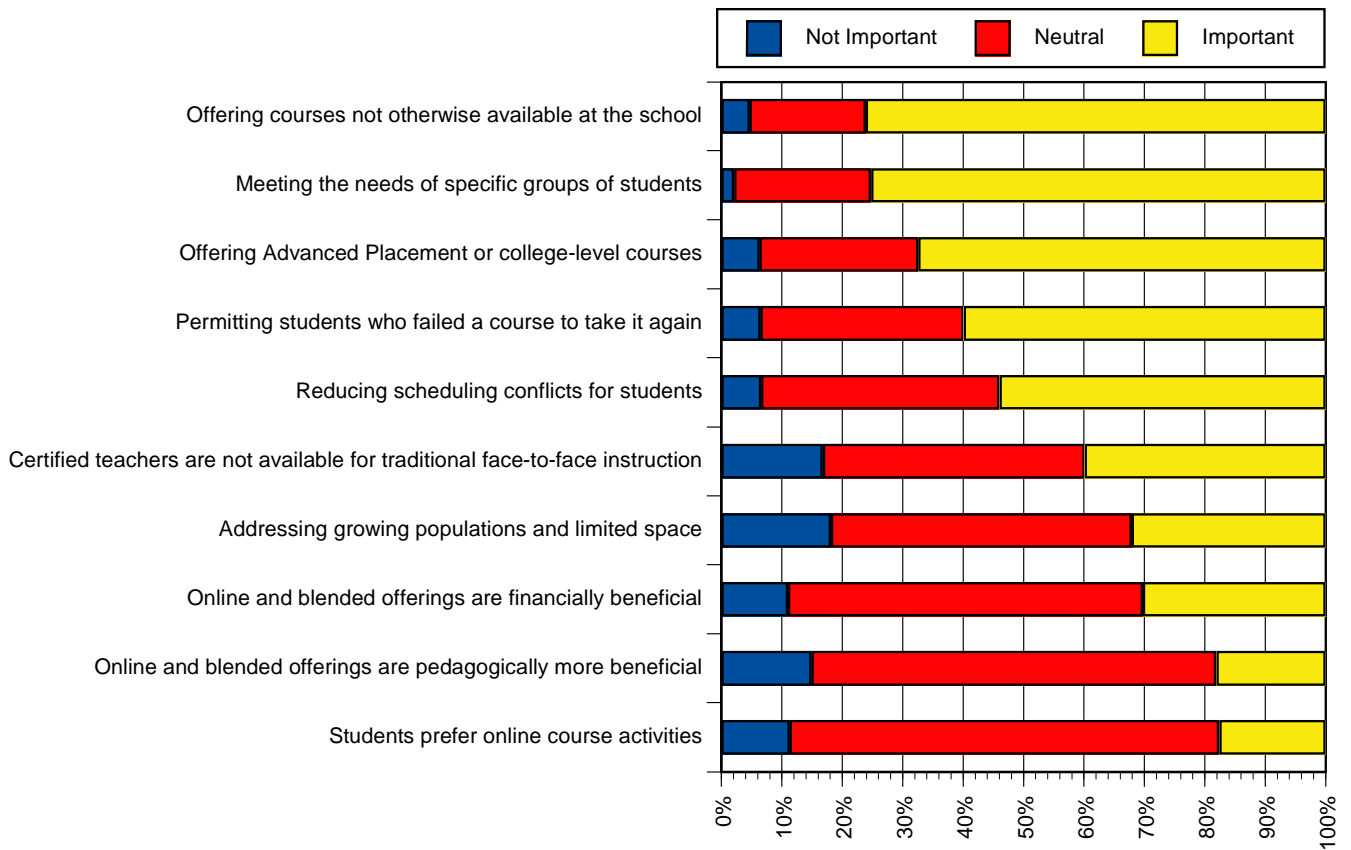 Not Important Neutral Important
Offering courses not otherwise available at the school
Meeting the needs of specific groups of students
Offering Advanced Placement or college-level courses
Permitting students who failed a course to take it again
Reducing scheduling conflicts for students
Certified teachers are not available for traditional face-to-face instruction
Addressing growing populations and limited space
Online and blended offerings are financially beneficial
Online and blended offerings are pedagogically more beneficial
Students prefer online course activities
0% 10% 20% 30% 40% 50% 60% 70% 80% 90% 100%